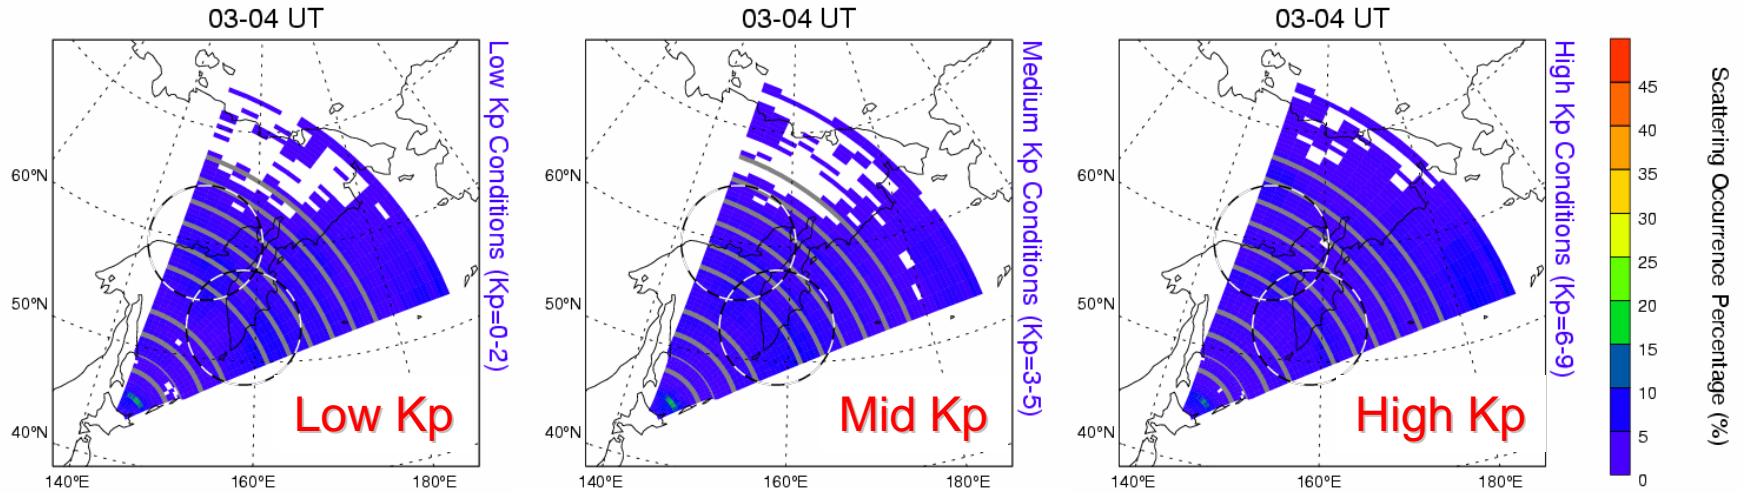 03-04 UT
60°N
50°N
40°N
140°E
160°E
180°E
Low Kp Conditions (Kp=0-2)
Low Kp
03-04 UT
60°N
50°N
40°N
140°E
160°E
180°E
Medium Kp Conditions (Kp=3-5)
Mid Kp
03-04 UT
60°N
50°N
40°N
140°E
160°E
180°E
High Kp Conditions (Kp=6-9)
High Kp
45
40
35
30
25
20
15
10
5
0
Scattering Occurrence Percentage (%)